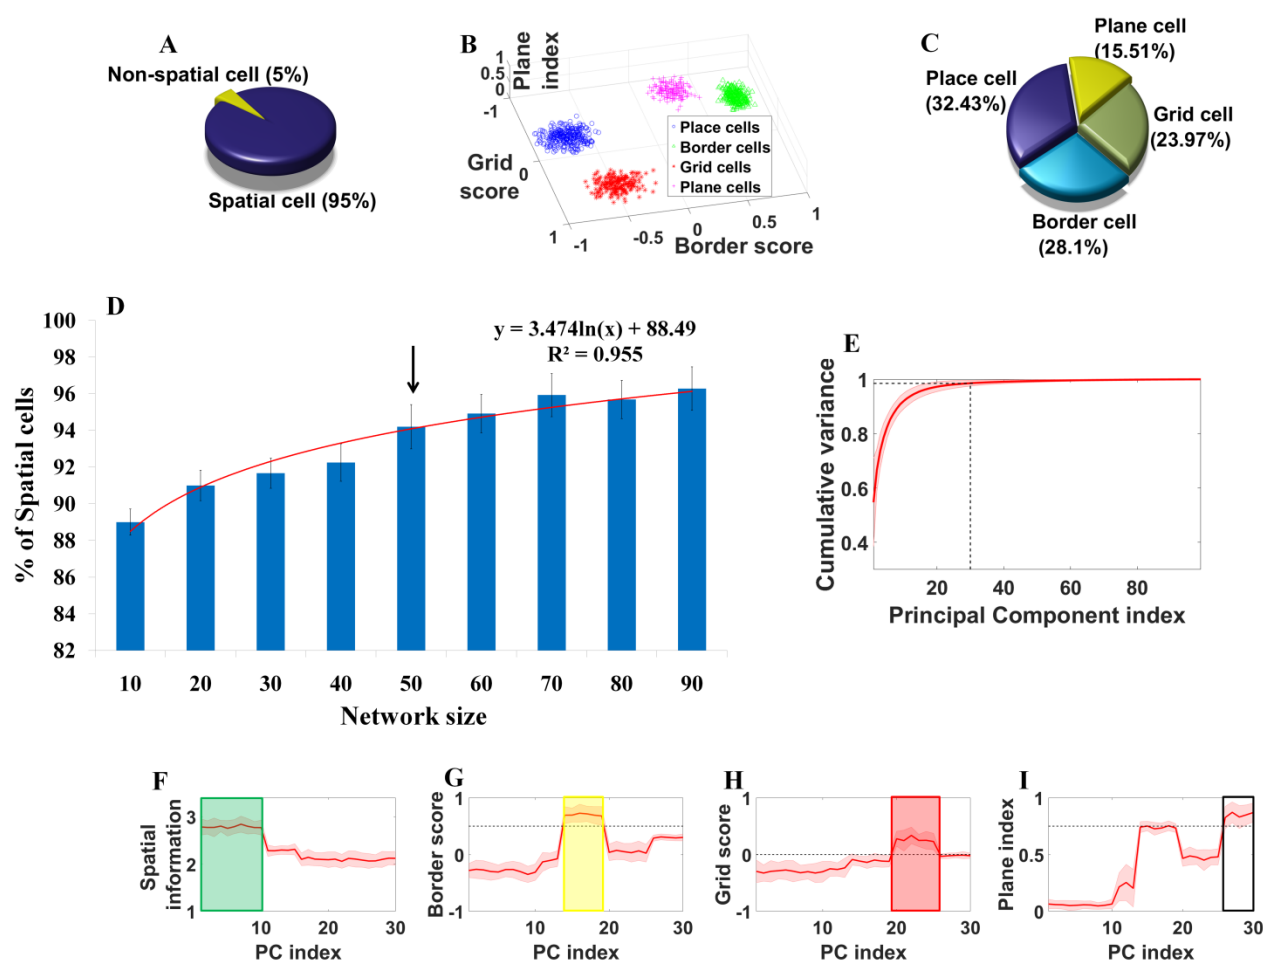 A
Non-spatial cell (5%)
Spatial cell (95%)
B
Plane
index
1
0.5
0
-1
Grid
score
0
1
-1
-0.5
0
0.5
1
Border score
Place cells
Border cells
Grid cells
Plane cells
C
Plane cell
(15.51%)
Place cell
(32.43%)
Grid cell
(23.97%)
Border cell
(28.1%)
D
y = 3.474ln(x) + 88.49
R² = 0.955
% of Spatial cells
100
98
96
94
92
90
88
86
84
82
10 20 30 40 50 60 70 80 90
Network size
E
Cumulative variance
1
0.8
0.6
0.4
20 40 60 80
Principal Component index
F
Spatial
information
3
2
1
10 20 30
PC index
G
Border score
1
0
-1
10 20 30
PC index
H
Grid score
1
0
-1
10 20 30
PC index
I
Plane index
1
0.5
0
10 20 30
PC index